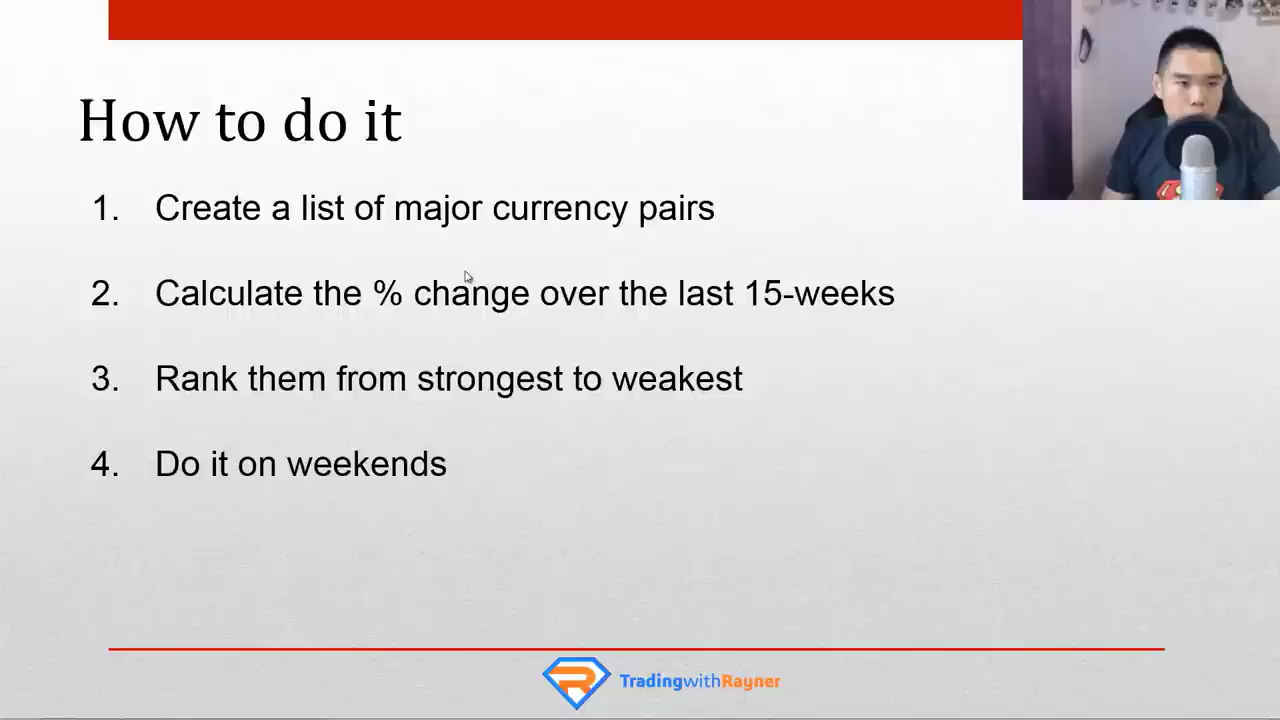 How to do it
1. Create a list of major currency pairs
2. Calculate the % change over the last 15-weeks
3. Rank them from strongest to weakest
4. Do it on weekends
TradingwithRayner